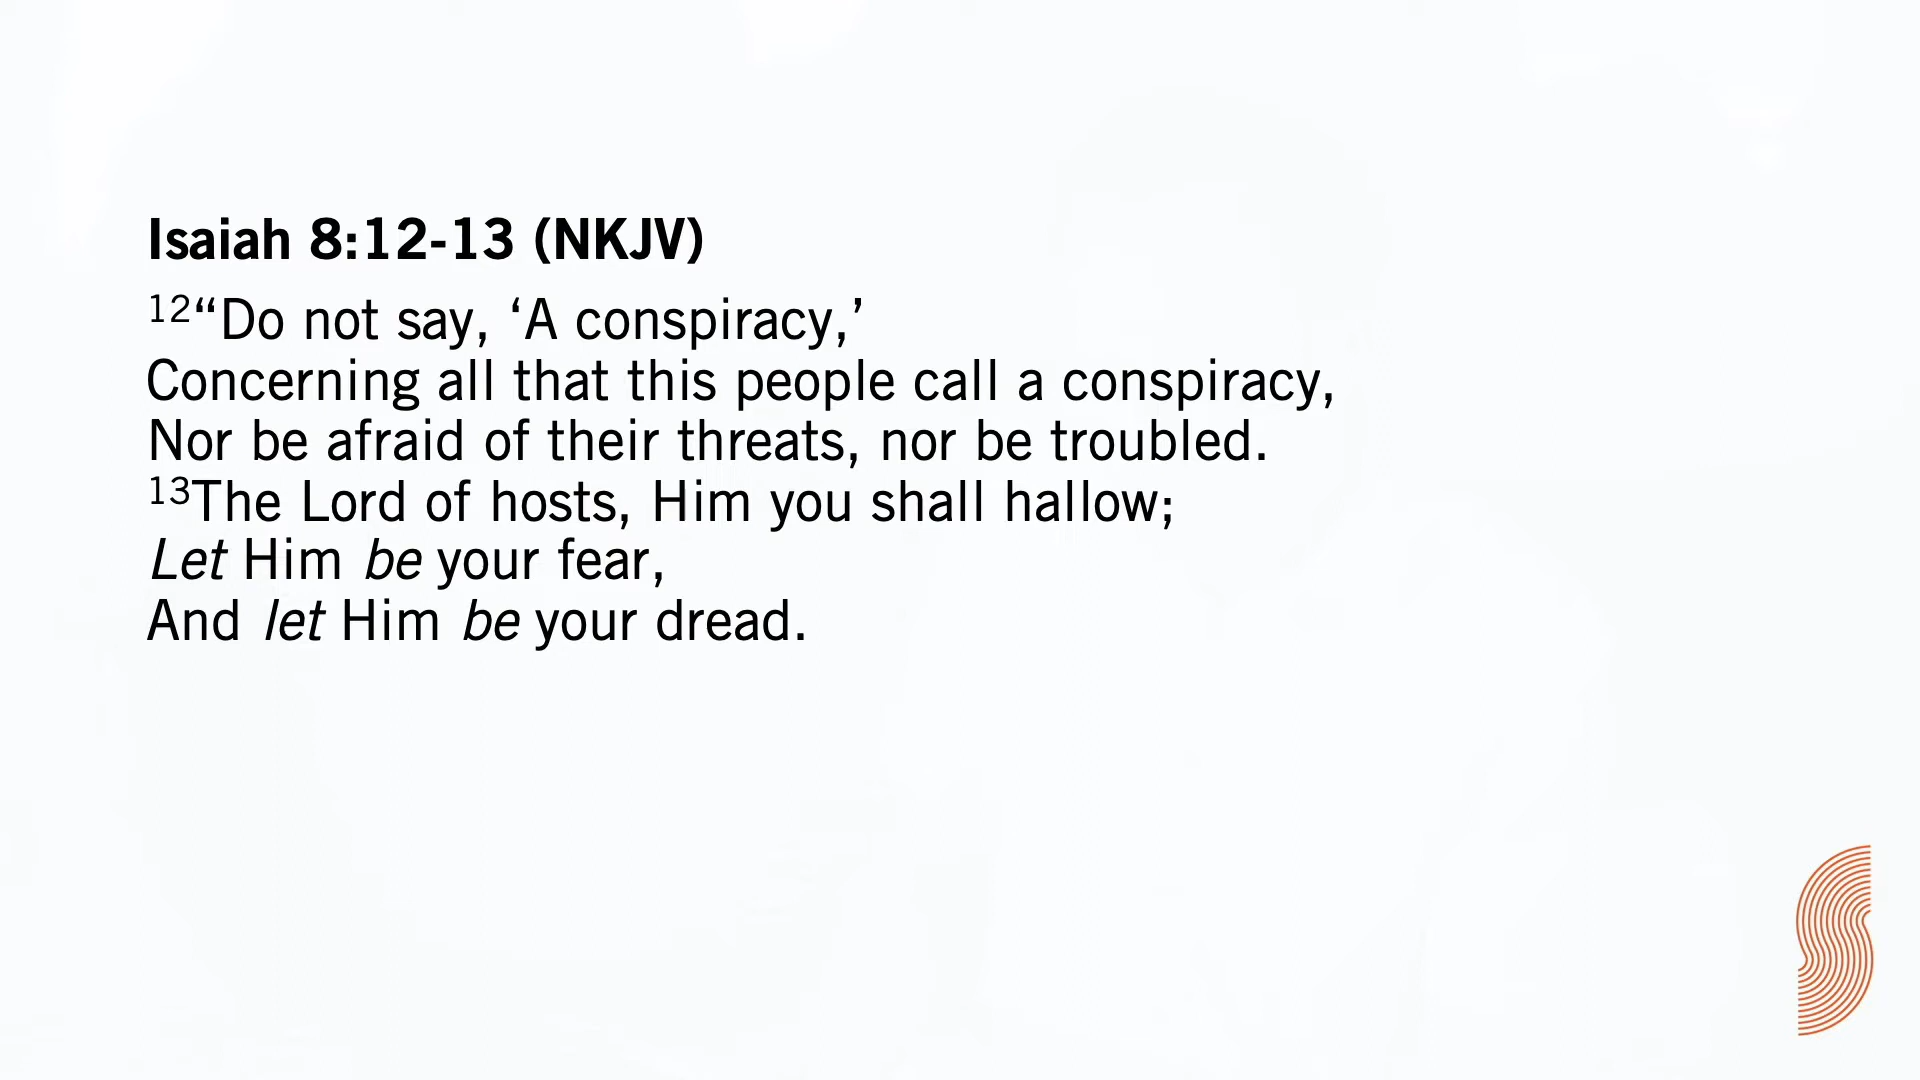 Isaiah 8:12-13 (NKJV)
12“Do not say, ‘A conspiracy,’
Concerning all that this people call a conspiracy,
Nor be afraid of their threats, nor be troubled.
13The Lord of hosts, Him you shall hallow;
Let Him be your fear,
And let Him be your dread.